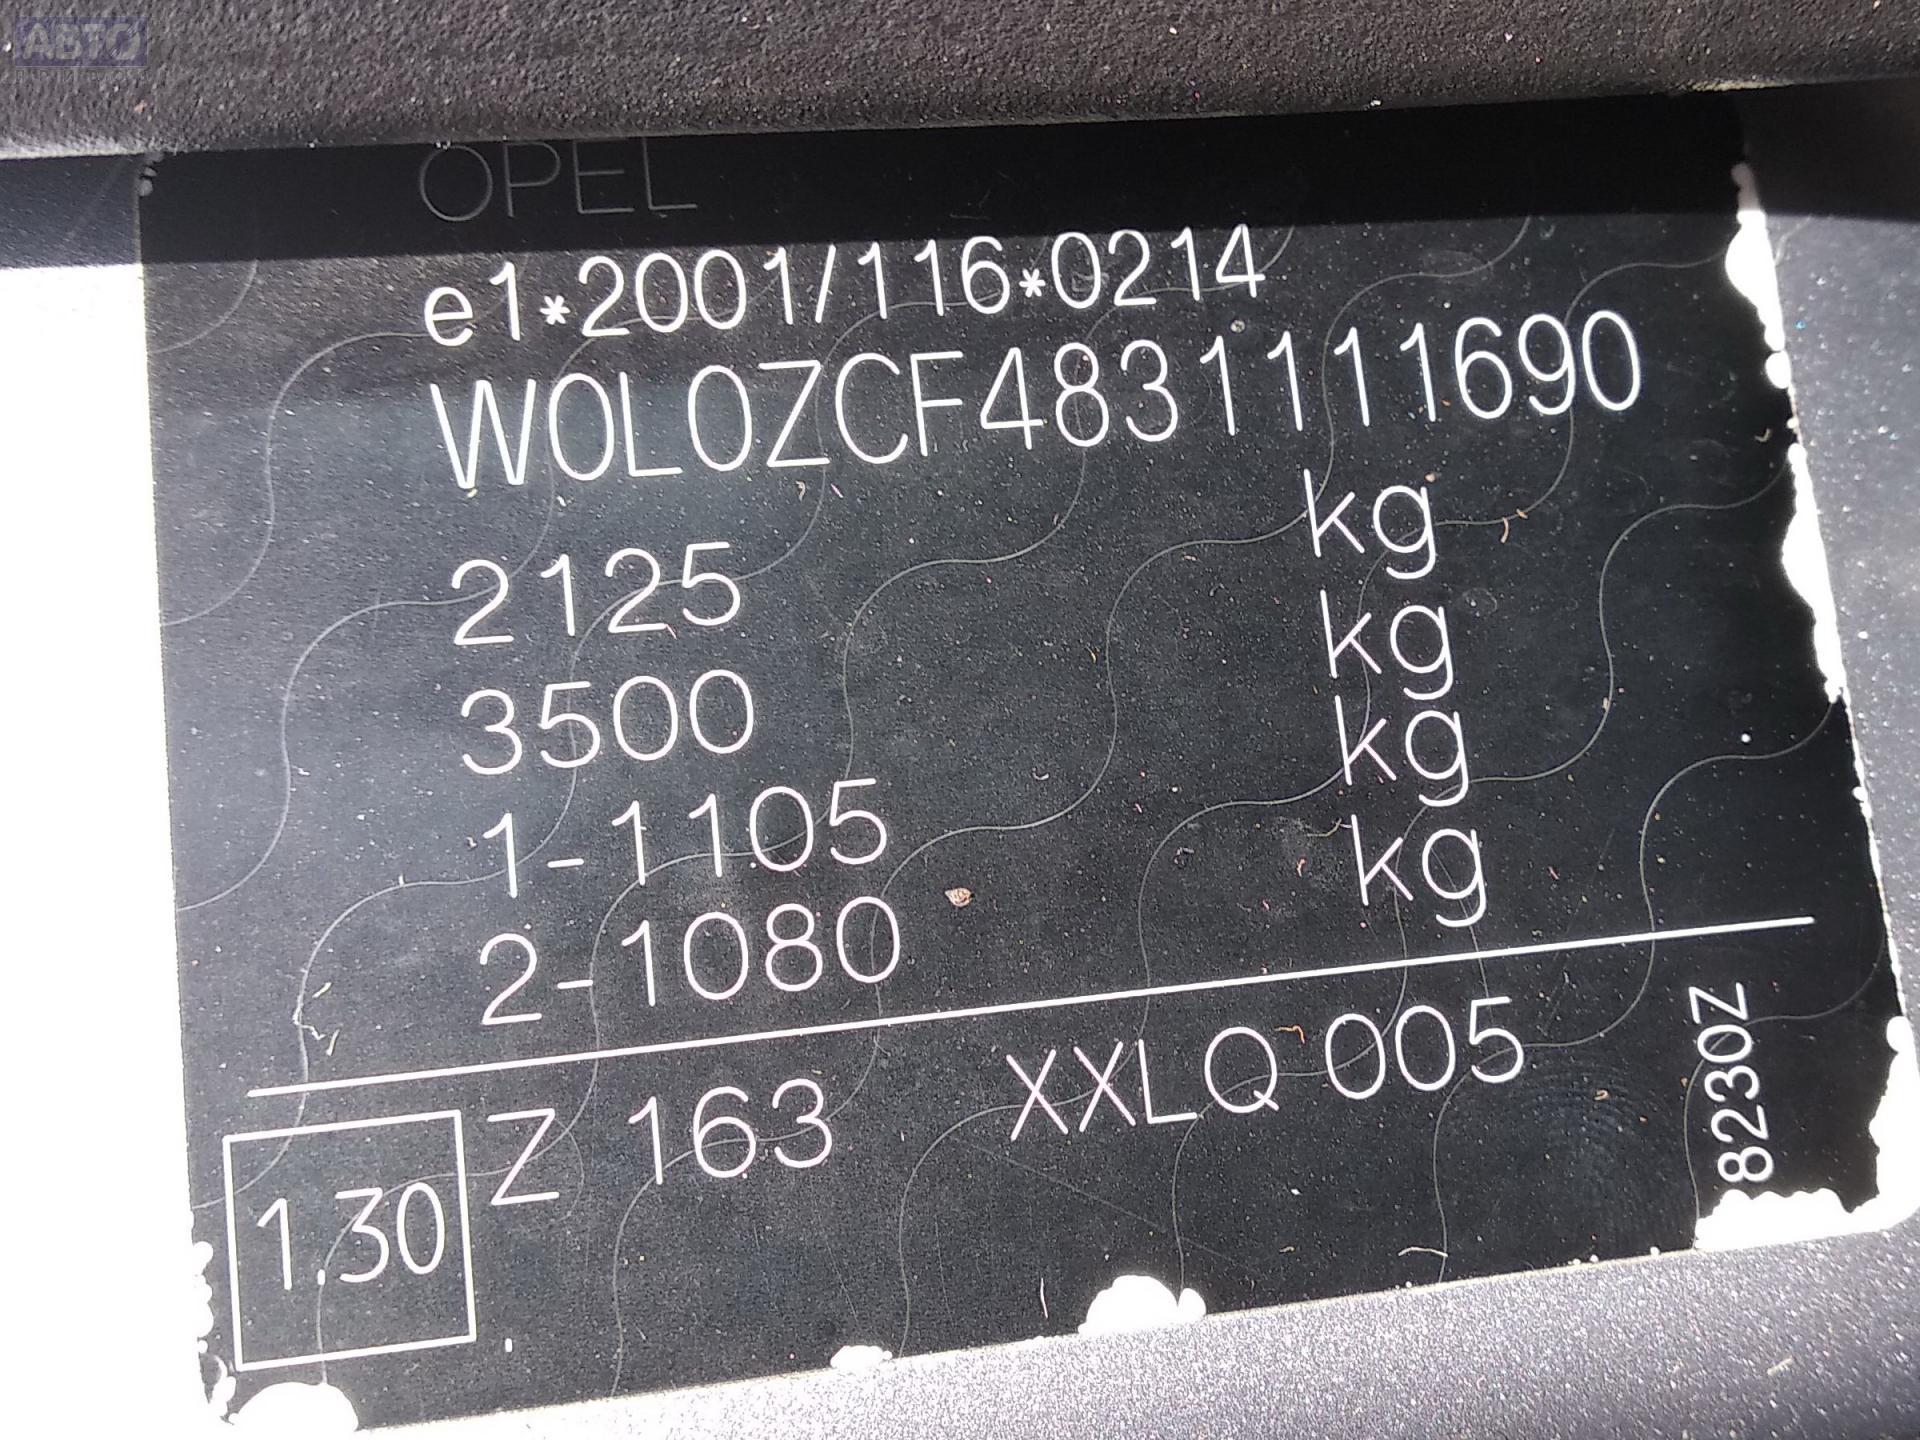 АВТО
OPEL
e1*2001/116*0214
W0L0ZCF4831111690
2125 kg
3500 kg
1-1105 kg
2-1080 kg
1.30
Z 163 XXLQ 005
8230Z